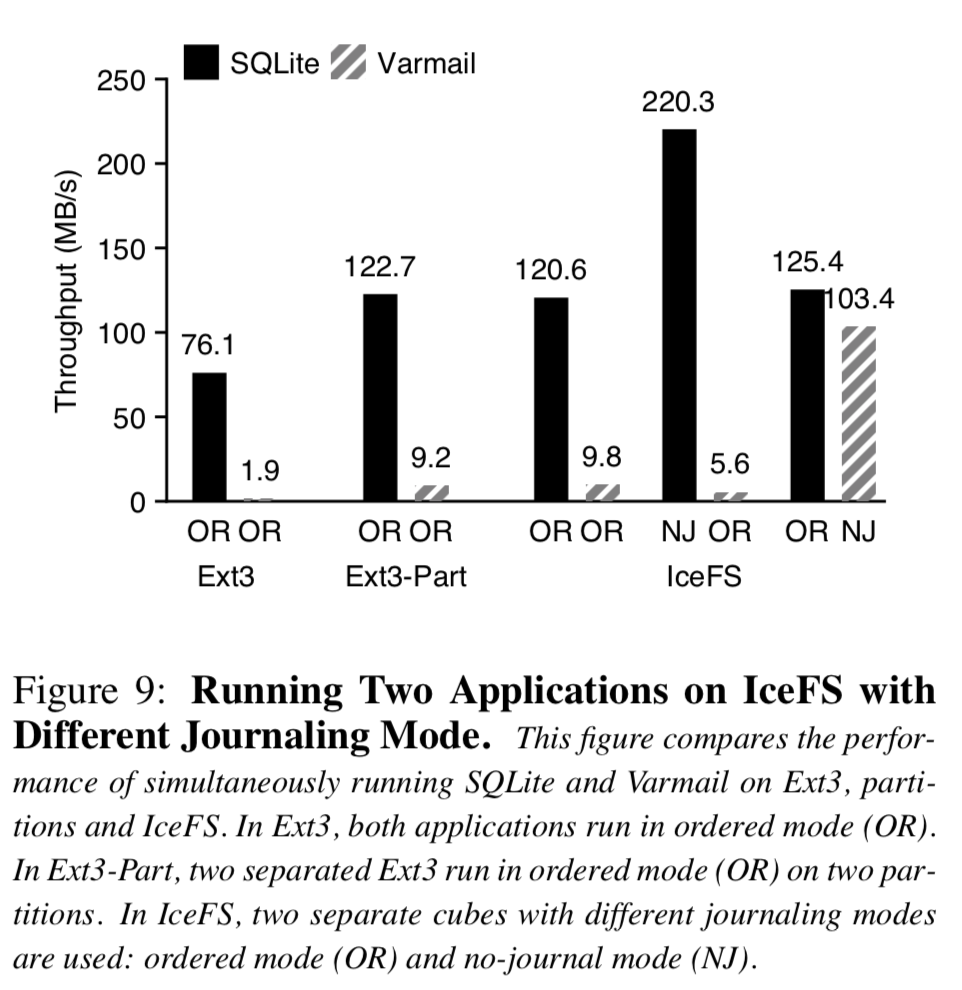 SQLite Varmail
250
200
150
100
50
0
Throughput (MB/s)
76.1
1.9
122.7
9.2
120.6
9.8
220.3
5.6
125.4
103.4
OR OR OR OR OR OR NJ OR OR NJ
Ext3 Ext3-Part IceFS
Figure 9: Running Two Applications on IceFS with
Different Journaling Mode. This figure compares the perfor-
mance of simultaneously running SQLite and Varmail on Ext3, parti-
tions and IceFS. In Ext3, both applications run in ordered mode (OR).
In Ext3-Part, two separated Ext3 run in ordered mode (OR) on two par-
titions. In IceFS, two separate cubes with different journaling modes
are used: ordered mode (OR) and no-journal mode (NJ).